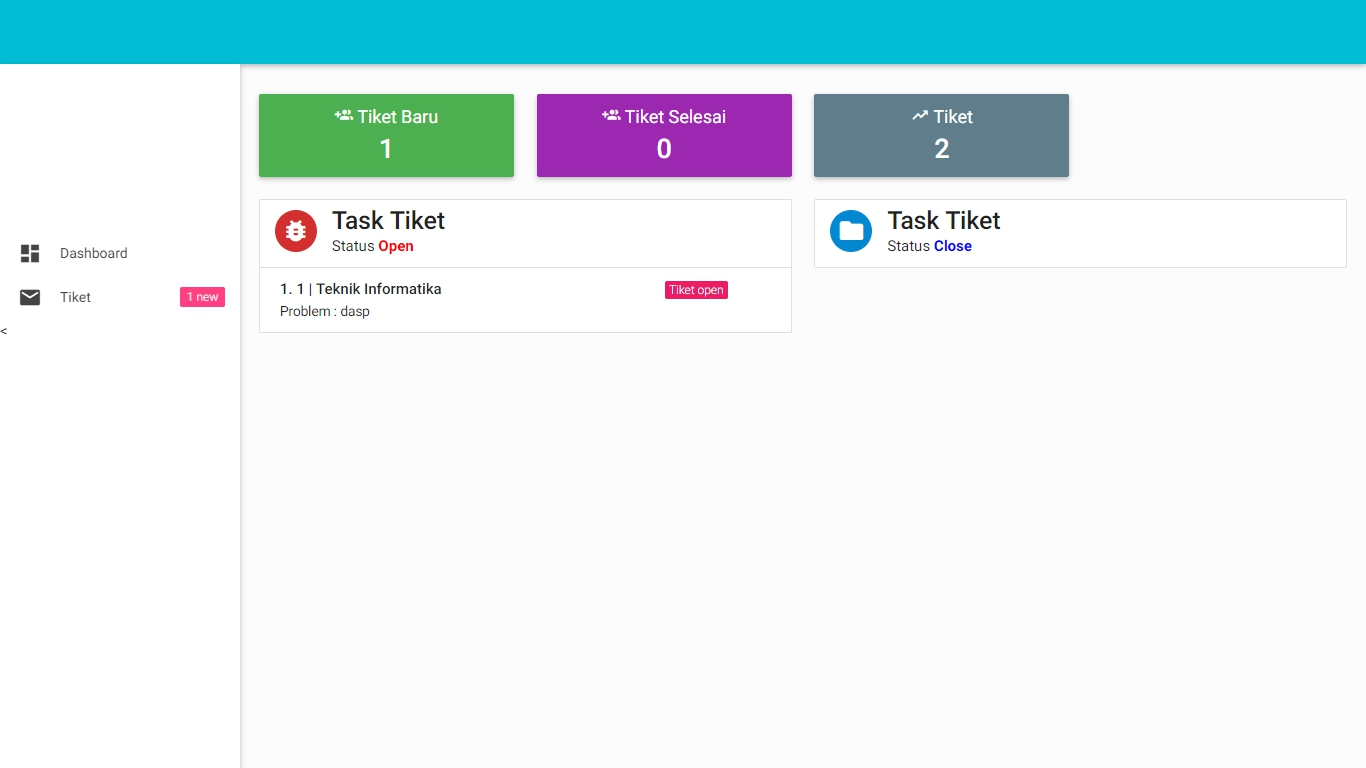 Tiket Baru
1
Tiket Selesai
0
Tiket
2
Dashboard
Tiket 1 new
<
Task Tiket
Status Open
1. 1 | Teknik Informatika Tiket open
Problem : dasp
Task Tiket
Status Close